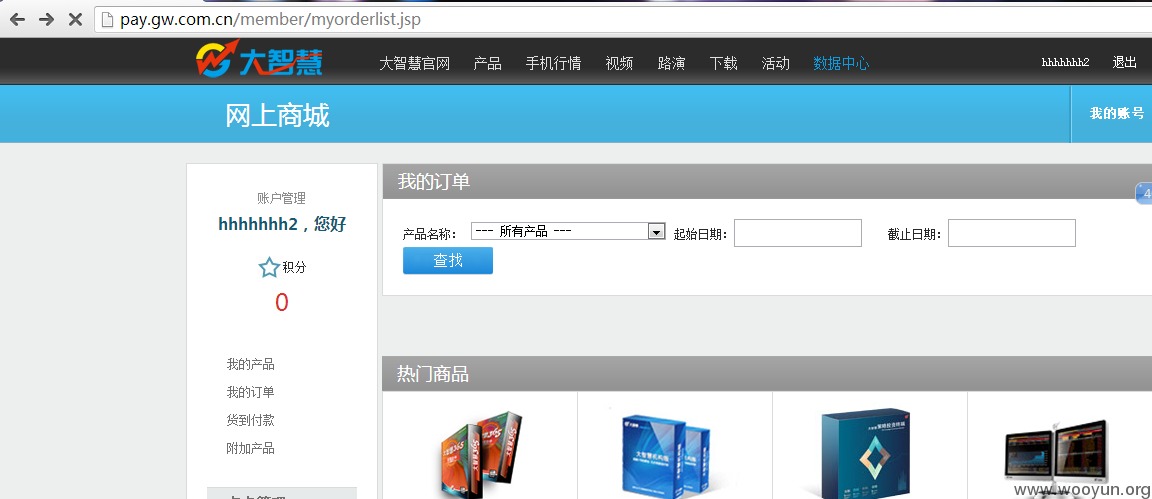 pay.gw.com.cn/member/myorderlist.jsp
大智慧 大智慧官网 产品 手机行情 视频 路演 下载 活动 数据中心 hhhhhhh2 退出
网上商城 我的账号
账户管理
hhhhhhh2，您好
积分
0
我的产品
我的订单
货到付款
附加产品
我的订单
产品名称： --- 所有产品 --- 起始日期： 截止日期：
查找
4
热门商品
www.wooyun.org